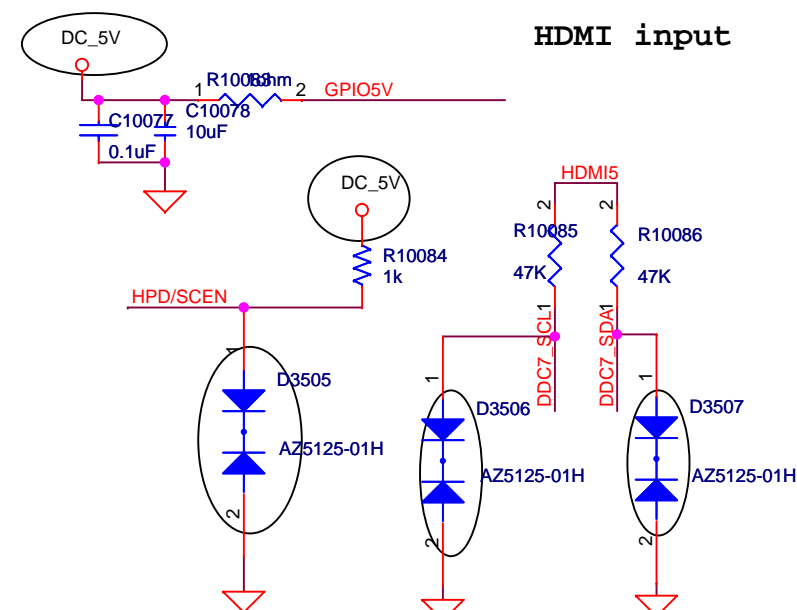 HDMI input
DC_5V
1
R10083
1ohm
2
GPIO5V
C10077
0.1uF
C10078
10uF
DC_5V
R10084
1k
HPD/SCEN
HDMI5
2
2
R10085
47K
R10086
47K
1
1
DDC7_SCL
DDC7_SDA
1
D3505
AZ5125-01H
2
1
D3506
AZ5125-01H
2
1
D3507
AZ5125-01H
2